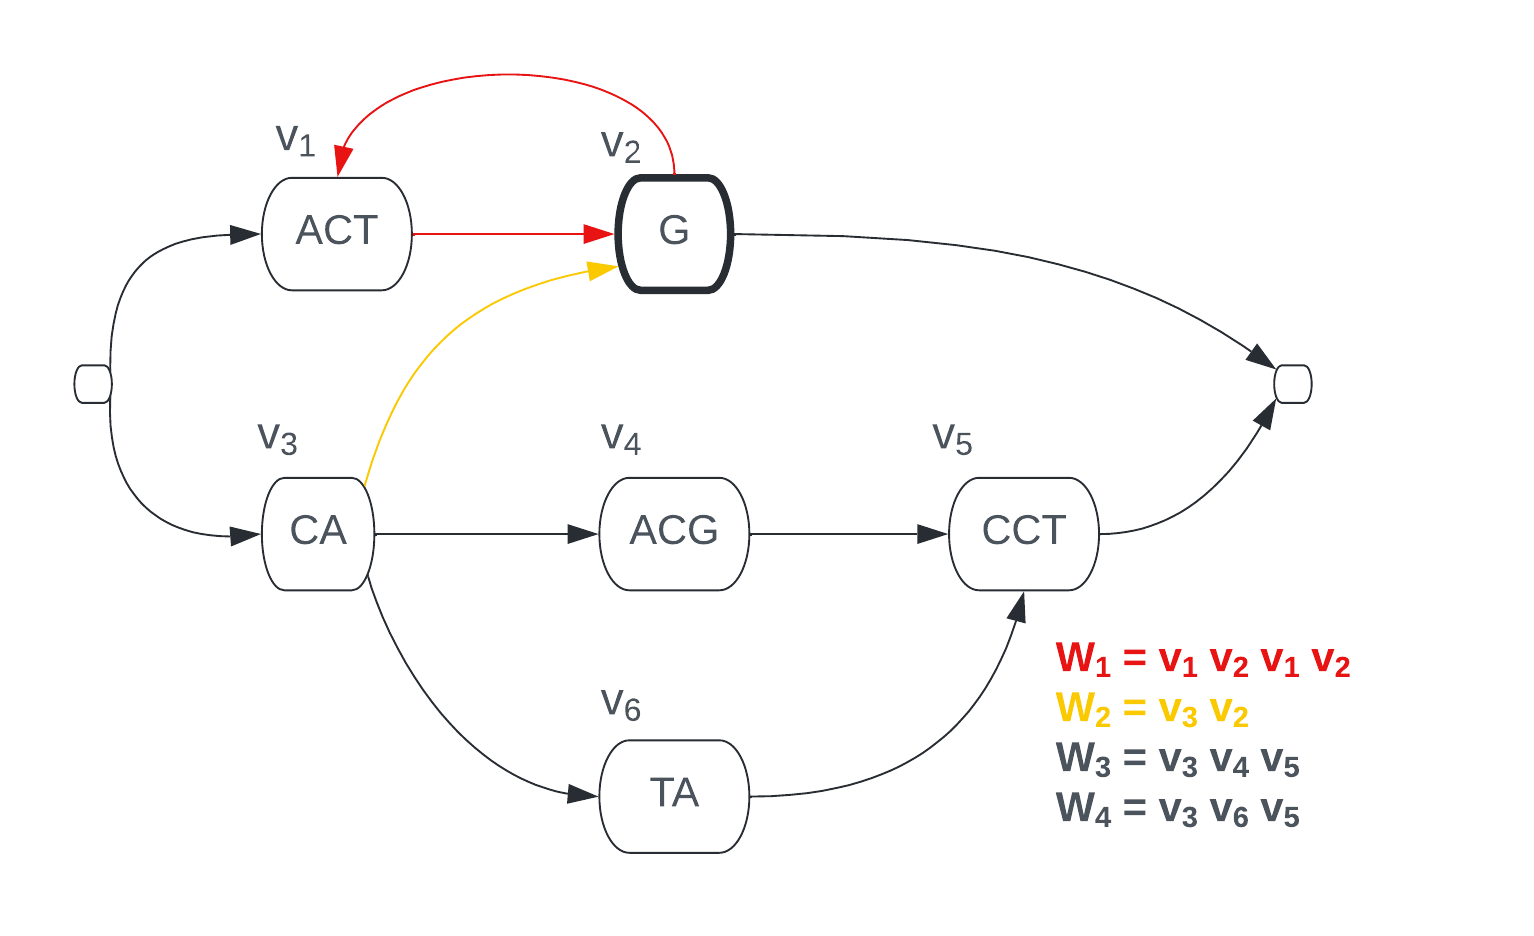 v₁
v₂
ACT
G
v₃
v₄
v₅
CA
ACG
CCT
W₁ = v₁ v₂ v₁ v₂
W₂ = v₃ v₂
v₆
W₃ = v₃ v₄ v₅
TA
W₄ = v₃ v₆ v₅